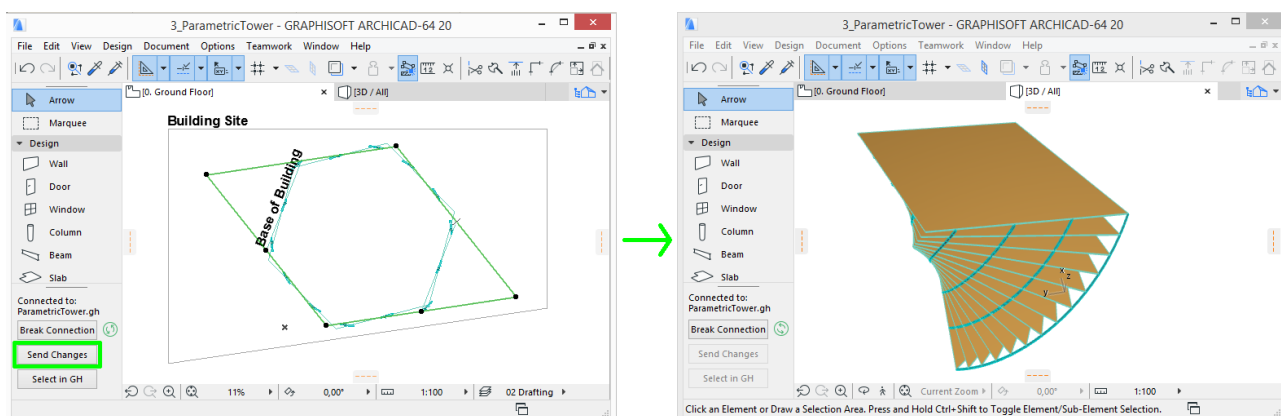 3_ParametricTower - GRAPHISOFT ARCHICAD-64 20
File Edit View Design Document Options Teamwork Window Help
[0. Ground Floor]
[3D / All]
Arrow
Marquee
Design
Wall
Door
Window
Column
Beam
Slab
Connected to:
ParametricTower.gh
Break Connection
Send Changes
Select in GH
Building Site
Base of Building
11%
0,00°
1:100
02 Drafting
3_ParametricTower - GRAPHISOFT ARCHICAD-64 20
File Edit View Design Document Options Teamwork Window Help
[0. Ground Floor]
[3D / All]
Arrow
Marquee
Design
Wall
Door
Window
Column
Beam
Slab
Connected to:
ParametricTower.gh
Break Connection
Send Changes
Select in GH
x
z
y
Current Zoom
0,00°
1:100
Click an Element or Draw a Selection Area. Press and Hold Ctrl+Shift to Toggle Element/Sub-Element Selection.